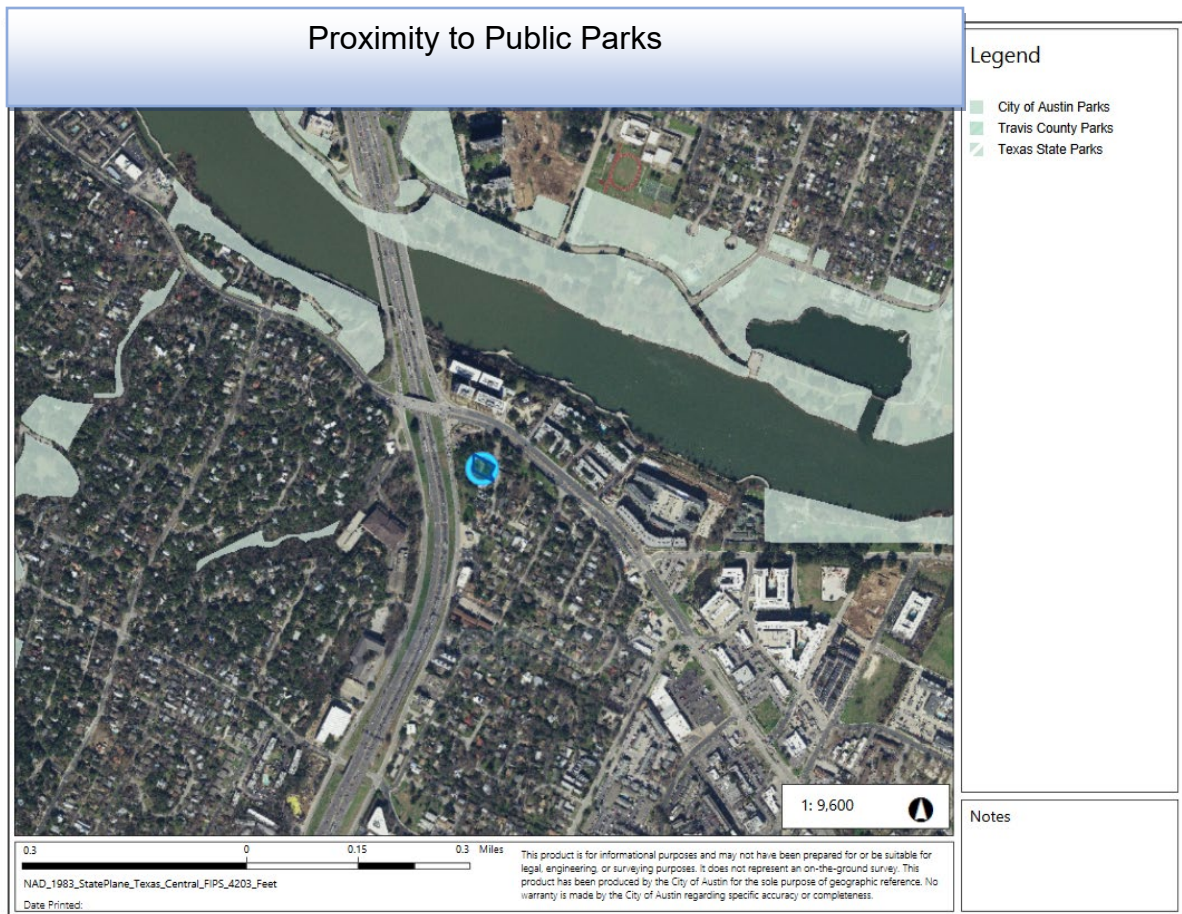 Proximity to Public Parks
Legend
City of Austin Parks
Travis County Parks
Texas State Parks
1: 9,600
Notes
0.3 0 0.15 0.3 Miles
NAD_1983_StatePlane_Texas_Central_FIPS_4203_Feet
Date Printed:
This product is for informational purposes and may not have been prepared for or be suitable for
legal, engineering, or surveying purposes. It does not represent an on-the-ground survey. This
product has been produced by the City of Austin for the sole purpose of geographic reference. No
warranty is made by the City of Austin regarding specific accuracy or completeness.